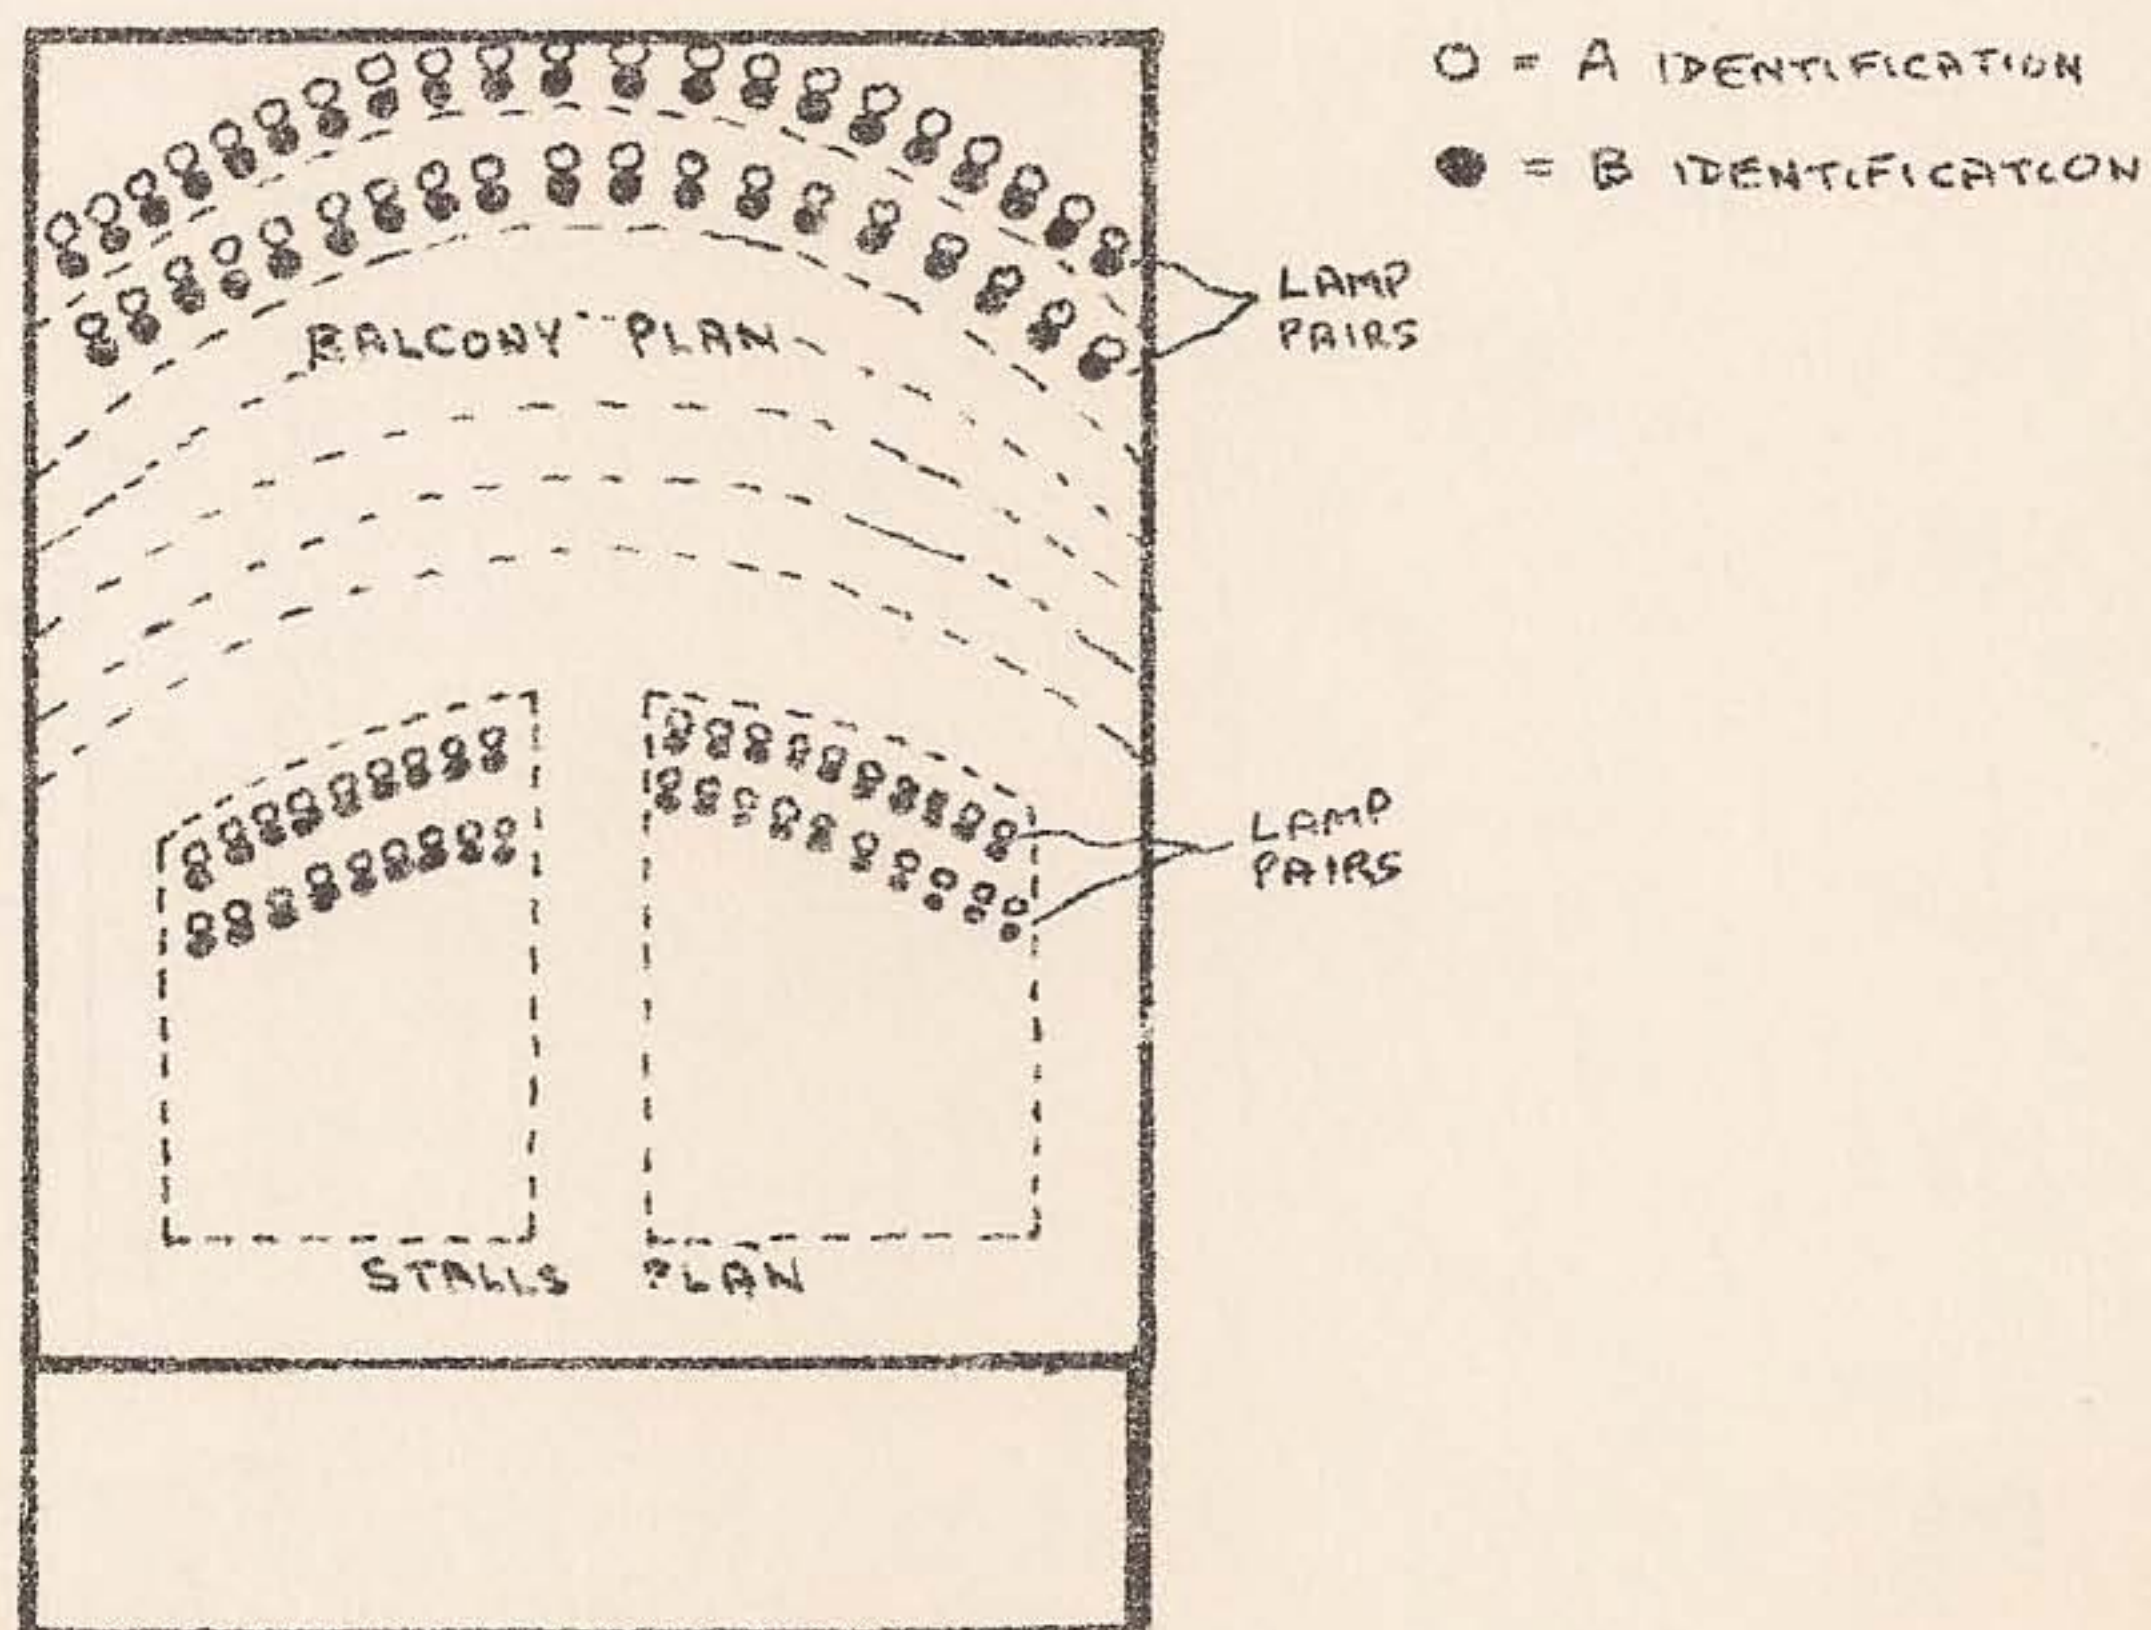 O = A IDENTIFICATION
● = B IDENTIFICATION
LAMP
PAIRS
BALCONY PLAN
LAMP
PAIRS
STALLS PLAN